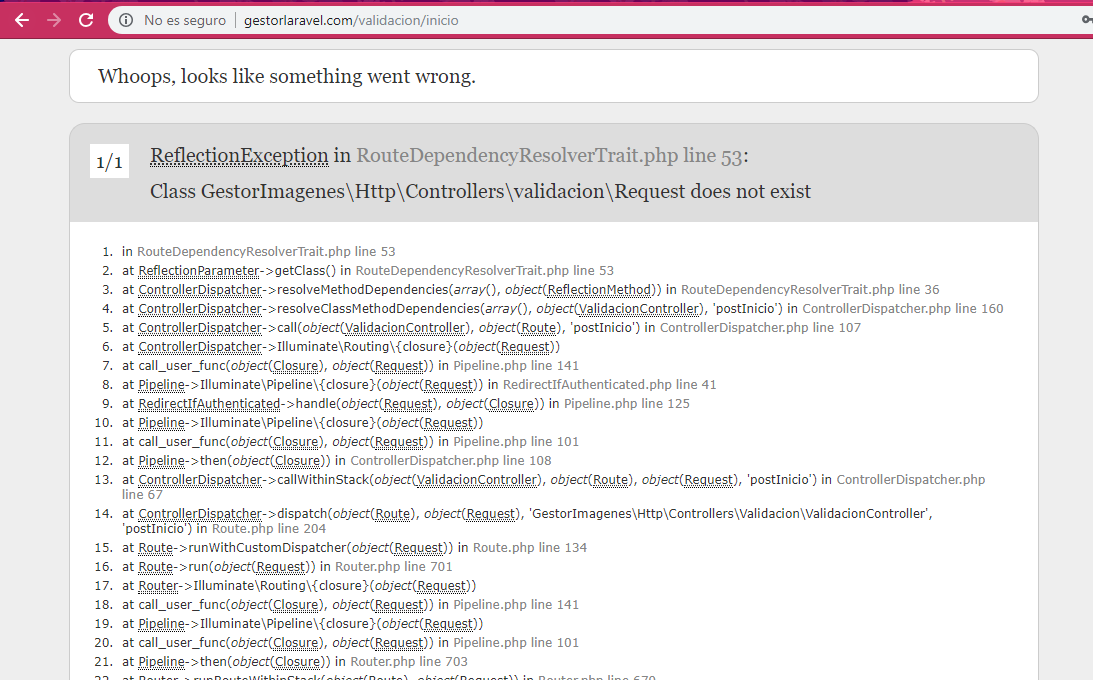 No es seguro | gestorlaravel.com/validacion/inicio
Whoops, looks like something went wrong.
1/1
ReflectionException in RouteDependencyResolverTrait.php line 53:
Class GestorImagenes\Http\Controllers\validacion\Request does not exist
1. in RouteDependencyResolverTrait.php line 53
2. at ReflectionParameter->getClass() in RouteDependencyResolverTrait.php line 53
3. at ControllerDispatcher->resolveMethodDependencies(array(), object(ReflectionMethod)) in RouteDependencyResolverTrait.php line 36
4. at ControllerDispatcher->resolveClassMethodDependencies(array(), object(ValidacionController), 'postInicio') in ControllerDispatcher.php line 160
5. at ControllerDispatcher->call(object(ValidacionController), object(Route), 'postInicio') in ControllerDispatcher.php line 107
6. at ControllerDispatcher->Illuminate\Routing\{closure}(object(Request))
7. at call_user_func(object(Closure), object(Request)) in Pipeline.php line 141
8. at Pipeline->Illuminate\Pipeline\{closure}(object(Request)) in RedirectIfAuthenticated.php line 41
9. at RedirectIfAuthenticated->handle(object(Request), object(Closure)) in Pipeline.php line 125
10. at Pipeline->Illuminate\Pipeline\{closure}(object(Request))
11. at call_user_func(object(Closure), object(Request)) in Pipeline.php line 101
12. at Pipeline->then(object(Closure)) in ControllerDispatcher.php line 108
13. at ControllerDispatcher->callWithinStack(object(ValidacionController), object(Route), object(Request), 'postInicio') in ControllerDispatcher.php
line 67
14. at ControllerDispatcher->dispatch(object(Route), object(Request), 'GestorImagenes\Http\Controllers\Validacion\ValidacionController',
'postInicio') in Route.php line 204
15. at Route->runWithCustomDispatcher(object(Request)) in Route.php line 134
16. at Route->run(object(Request)) in Router.php line 701
17. at Router->Illuminate\Routing\{closure}(object(Request))
18. at call_user_func(object(Closure), object(Request)) in Pipeline.php line 141
19. at Pipeline->Illuminate\Pipeline\{closure}(object(Request))
20. at call_user_func(object(Closure), object(Request)) in Pipeline.php line 101
21. at Pipeline->then(object(Closure)) in Router.php line 703
22. at Router->runRouteWithinStack(object(Route), object(Request)) in Router.php line 670